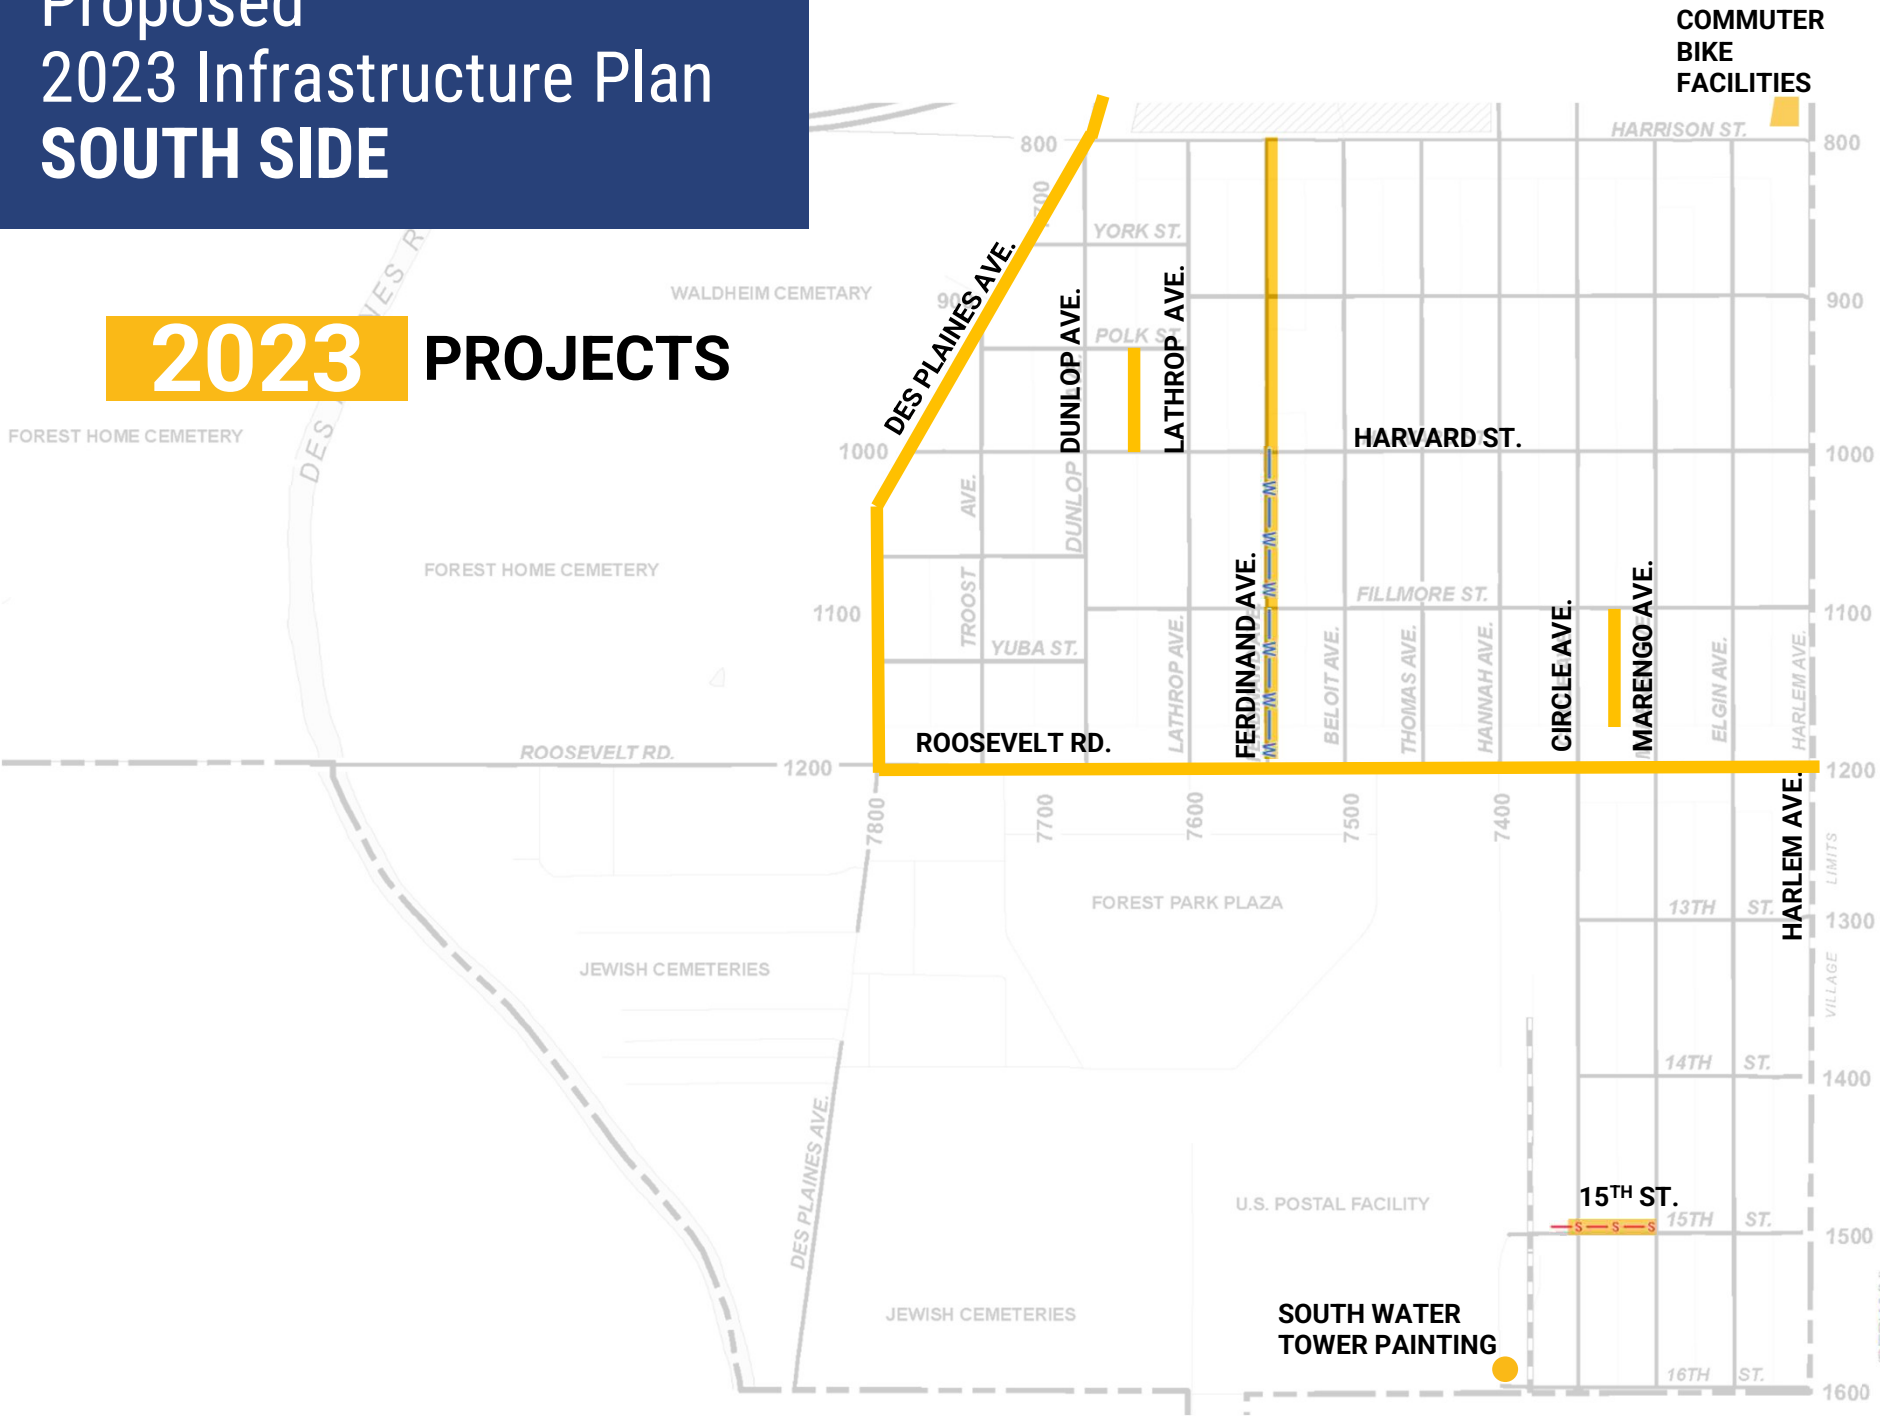 Proposed
2023 Infrastructure Plan
SOUTH SIDE
COMMUTER
BIKE
FACILITIES
2023 PROJECTS
HARRISON ST.
800
800
YORK ST.
WALDHEIM CEMETARY
DES PLAINES AVE.
DUNLOP AVE.
LATHROP AVE.
900
POLK ST.
FOREST HOME CEMETERY
DES
HARVARD ST.
1000
1000
AVE.
DUNLOP
FOREST HOME CEMETERY
TROOST
FERDINAND AVE.
W
W
W
W
W
W
FILLMORE ST.
CIRCLE AVE.
MARENGO AVE.
1100
1100
YUBA ST.
LATHROP AVE.
BELOIT AVE.
THOMAS AVE.
HANNAH AVE.
ELGIN AVE.
HARLEM AVE.
ROOSEVELT RD.
ROOSEVELT RD.
1200
1200
7800
7700
7600
7500
7400
HARLEM AVE.
VILLAGE LIMITS
FOREST PARK PLAZA
13TH ST.
1300
JEWISH CEMETERIES
14TH ST.
1400
DES PLAINES AVE.
U.S. POSTAL FACILITY
15TH ST.
S S S
15TH ST.
1500
JEWISH CEMETERIES
SOUTH WATER
TOWER PAINTING
16TH ST.
1600